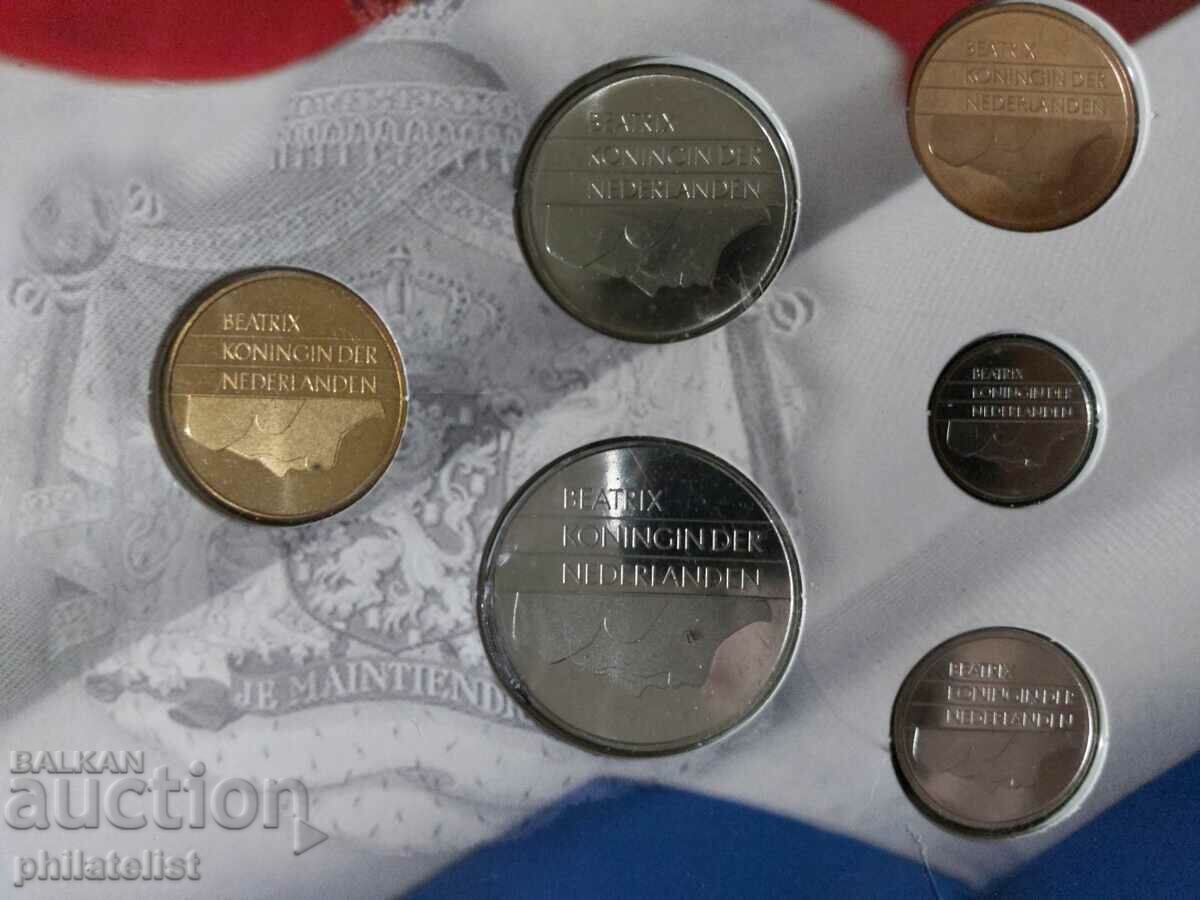 BEATRIX
KONINGIN DER
NEDERLANDEN
BEATRIX
KONINGIN DER
NEDERLANDEN
BEATRIX
KONINGIN DER
NEDERLANDEN
BEATRIX
KONINGIN DER
NEDERLANDEN
BEATRIX
KONINGIN DER
NEDERLANDEN
BEATRIX
KONINGIN DER
NEDERLANDEN
JE MAINTIENDR
BALKAN
auction
philatelist